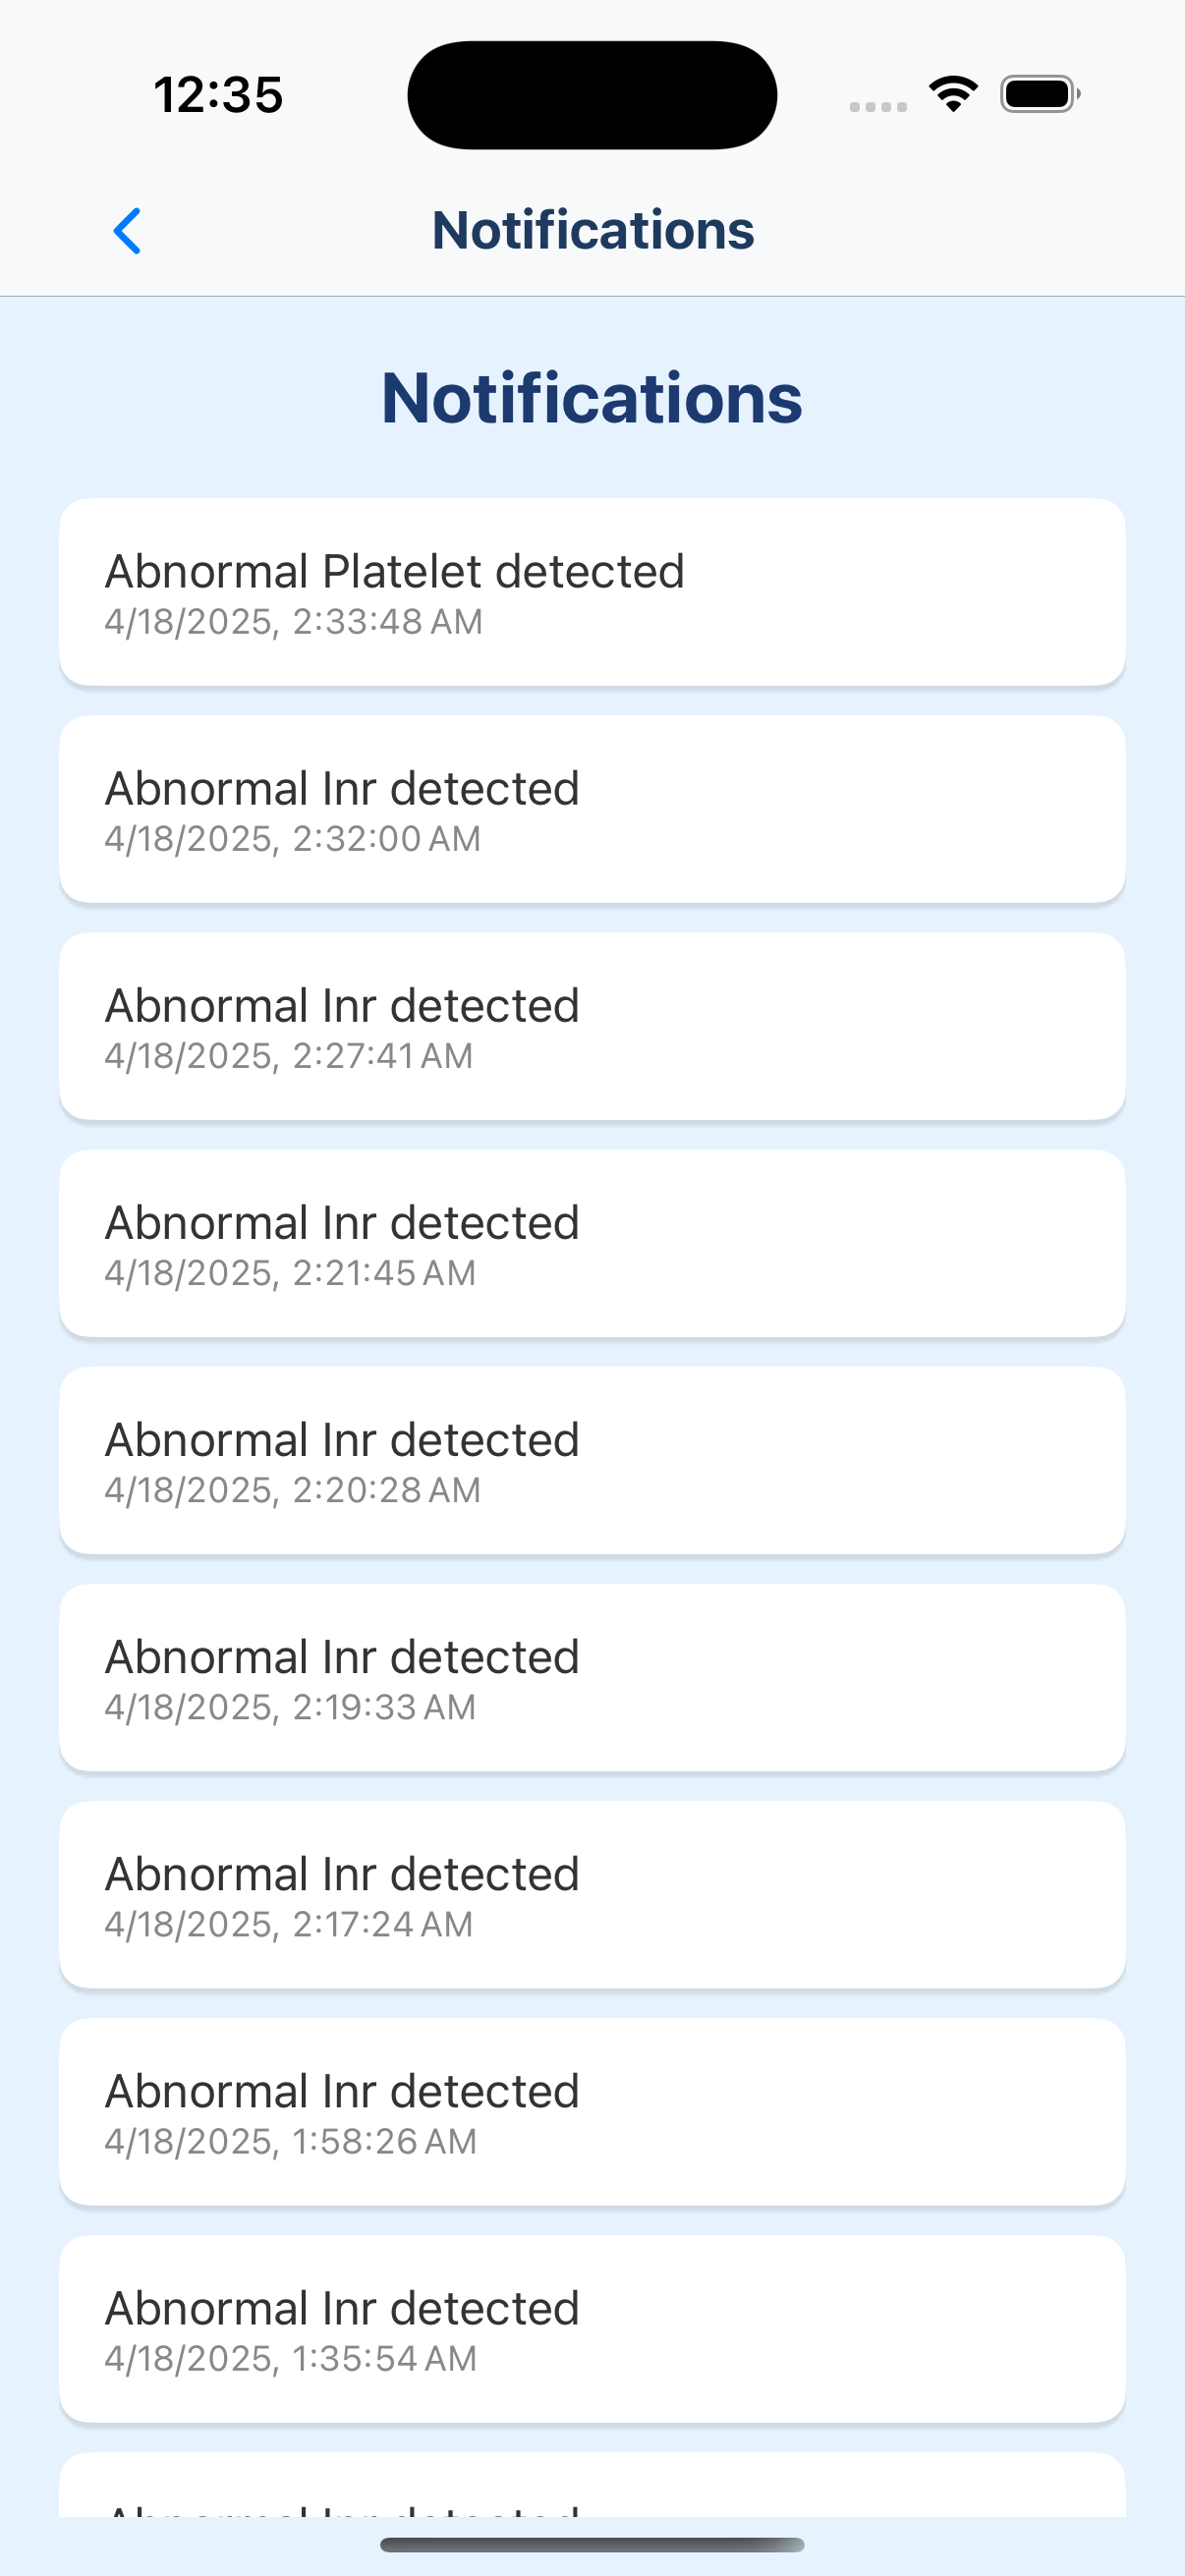 12:35
Notifications
Notifications
Abnormal Platelet detected
4/18/2025, 2:33:48 AM
Abnormal Inr detected
4/18/2025, 2:32:00 AM
Abnormal Inr detected
4/18/2025, 2:27:41 AM
Abnormal Inr detected
4/18/2025, 2:21:45 AM
Abnormal Inr detected
4/18/2025, 2:20:28 AM
Abnormal Inr detected
4/18/2025, 2:19:33 AM
Abnormal Inr detected
4/18/2025, 2:17:24 AM
Abnormal Inr detected
4/18/2025, 1:58:26 AM
Abnormal Inr detected
4/18/2025, 1:35:54 AM
Abnormal Inr detected